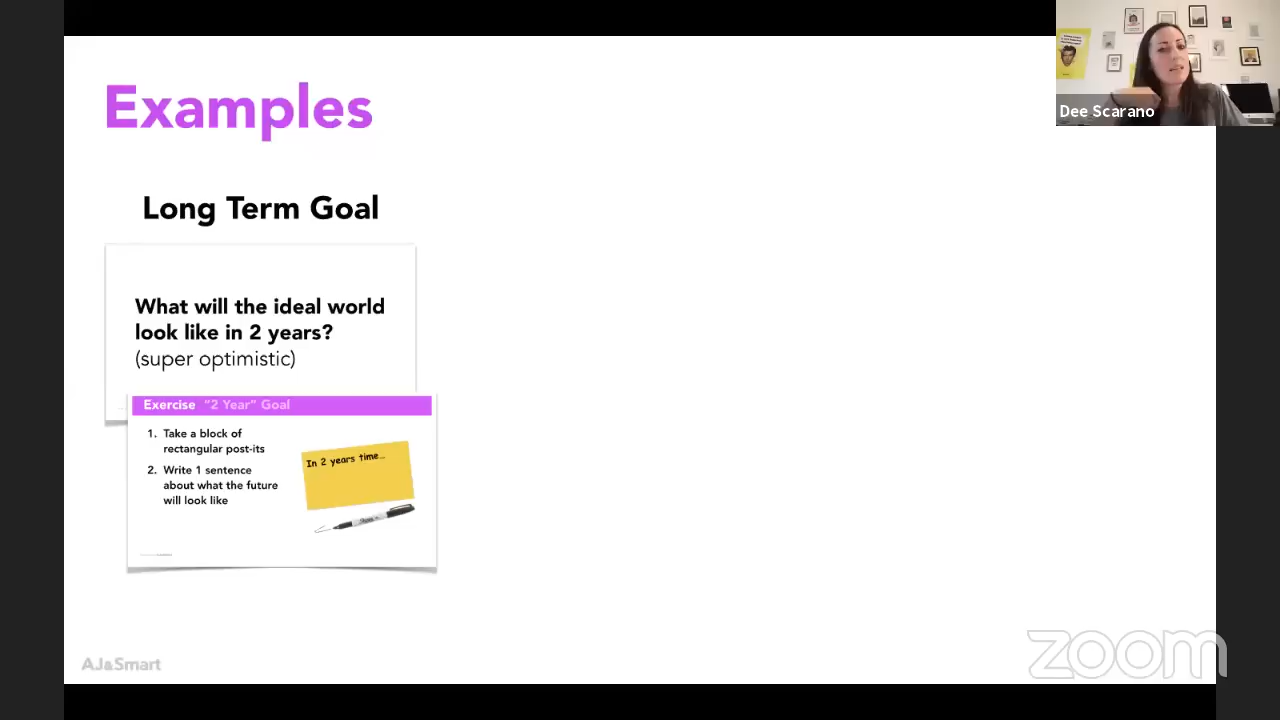 Examples
Dee Scarano
Long Term Goal
What will the ideal world
look like in 2 years?
(super optimistic)
Exercise "2 Year" Goal
1. Take a block of
rectangular post-its
2. Write 1 sentence
about what the future
will look like
In 2 years time...
AJ&Smart
zoom